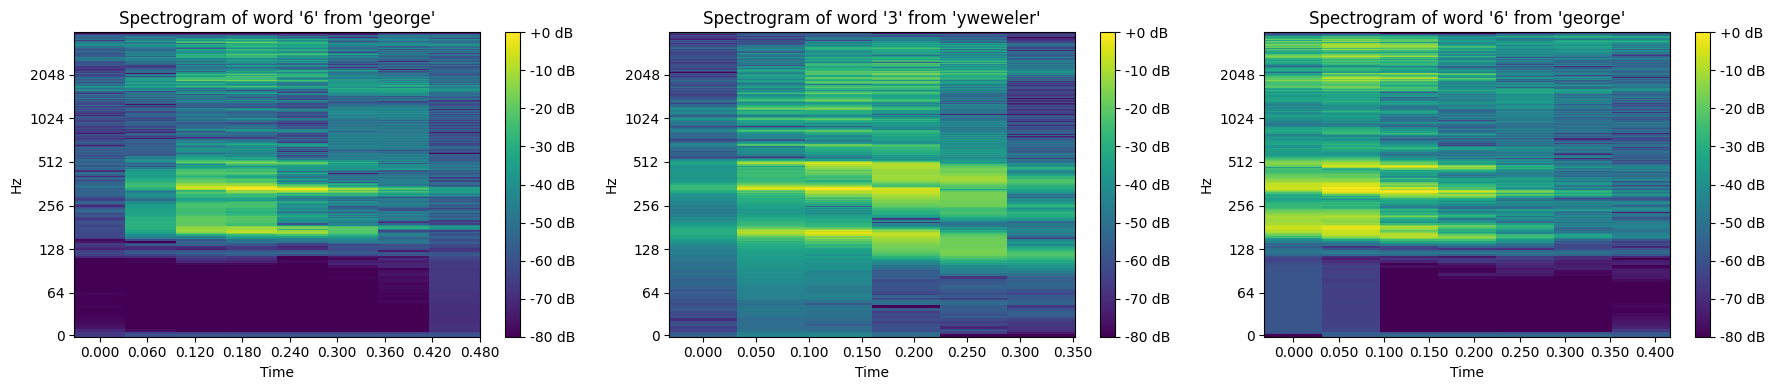 Spectrogram of word '6' from 'george'
Hz
2048
1024
512
256
128
64
0
0.000 0.060 0.120 0.180 0.240 0.300 0.360 0.420 0.480
Time
+0 dB
-10 dB
-20 dB
-30 dB
-40 dB
-50 dB
-60 dB
-70 dB
-80 dB
Spectrogram of word '3' from 'yweweler'
Hz
2048
1024
512
256
128
64
0
0.000 0.050 0.100 0.150 0.200 0.250 0.300 0.350
Time
+0 dB
-10 dB
-20 dB
-30 dB
-40 dB
-50 dB
-60 dB
-70 dB
-80 dB
Spectrogram of word '6' from 'george'
Hz
2048
1024
512
256
128
64
0
0.000 0.050 0.100 0.150 0.200 0.250 0.300 0.350 0.400
Time
+0 dB
-10 dB
-20 dB
-30 dB
-40 dB
-50 dB
-60 dB
-70 dB
-80 dB